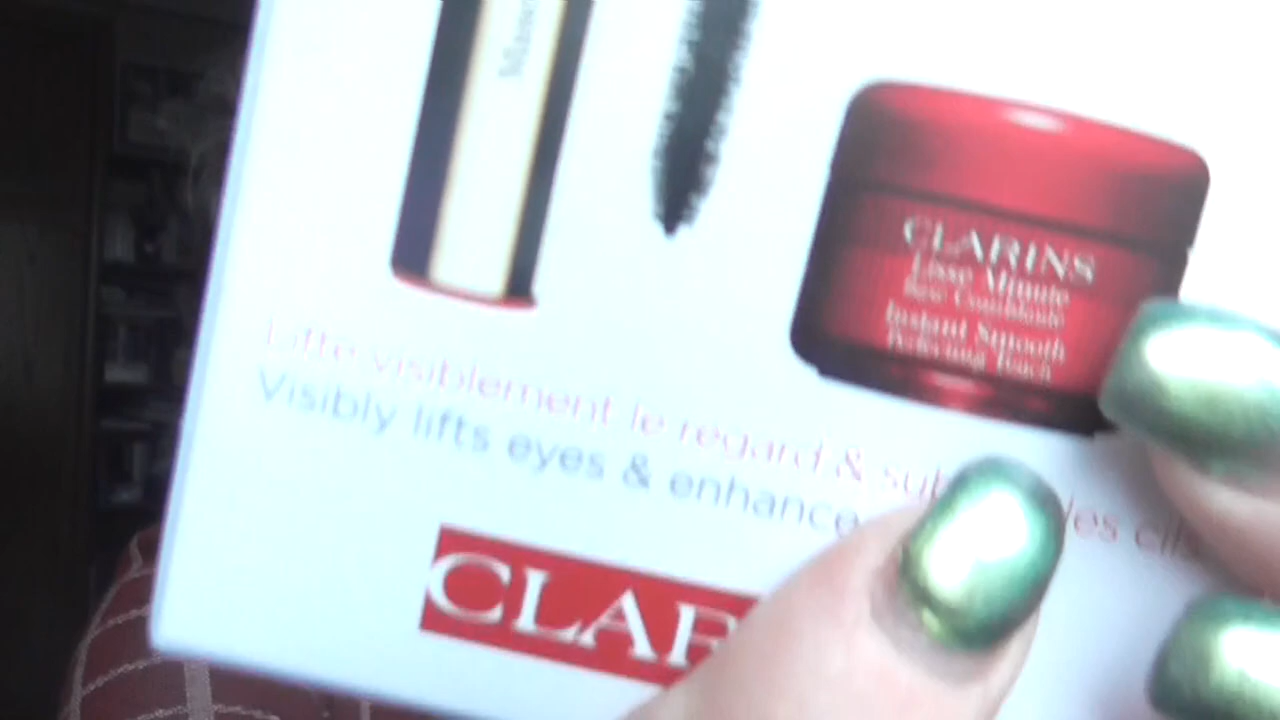 CLARINS
Lisse Minute
Base Comblante
Instant Smooth
Perfecting Touch
Lifte visiblement le regard & sub les cils
Visibly lifts eyes & enhance
CLAR